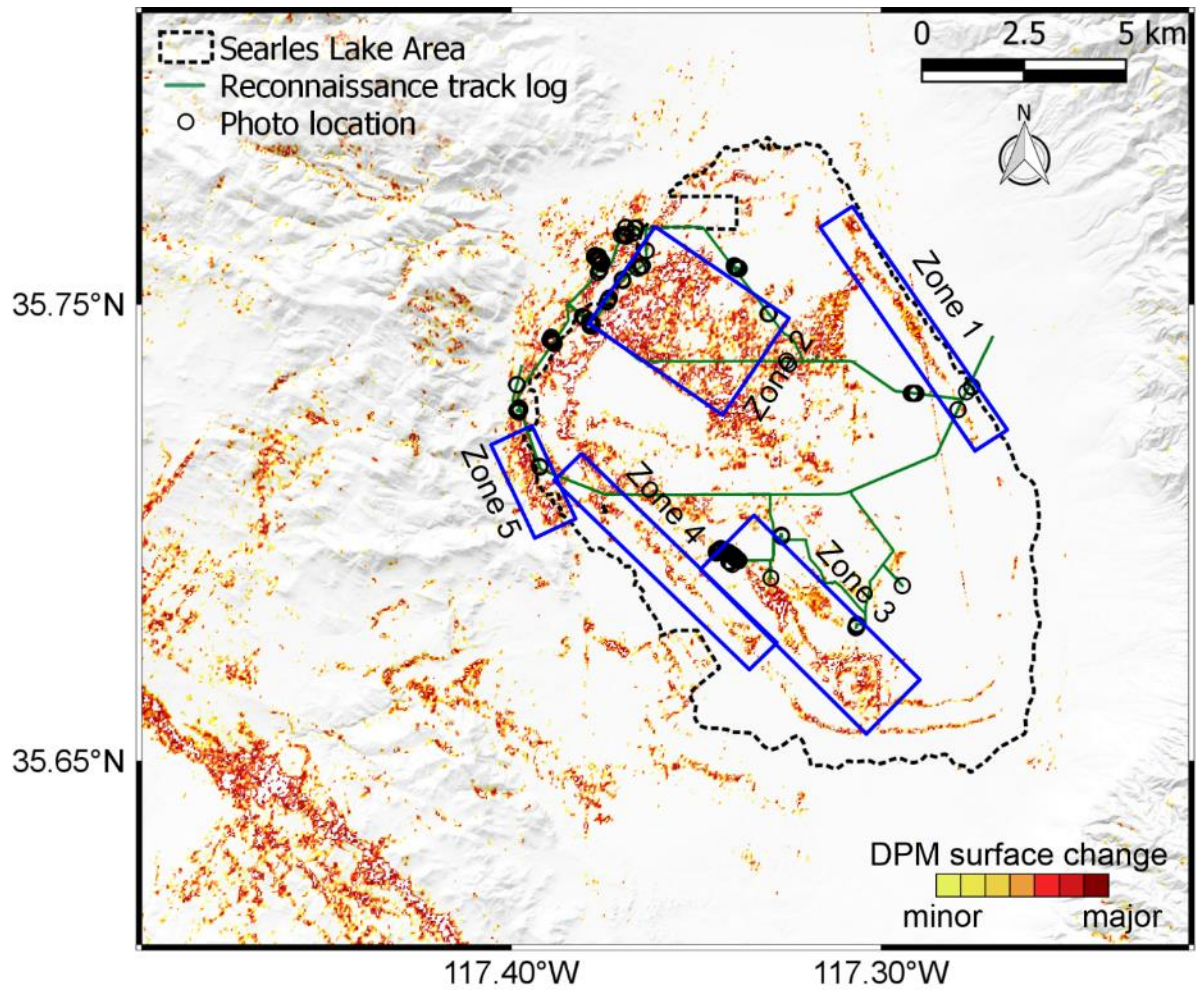 Searles Lake Area
Reconnaissance track log
Photo location
0 2.5 5 km
N
Zone 1
35.75°N
Zone 2
Zone 5
Zone 4
Zone 3
35.65°N
DPM surface change
minor major
117.40°W 117.30°W